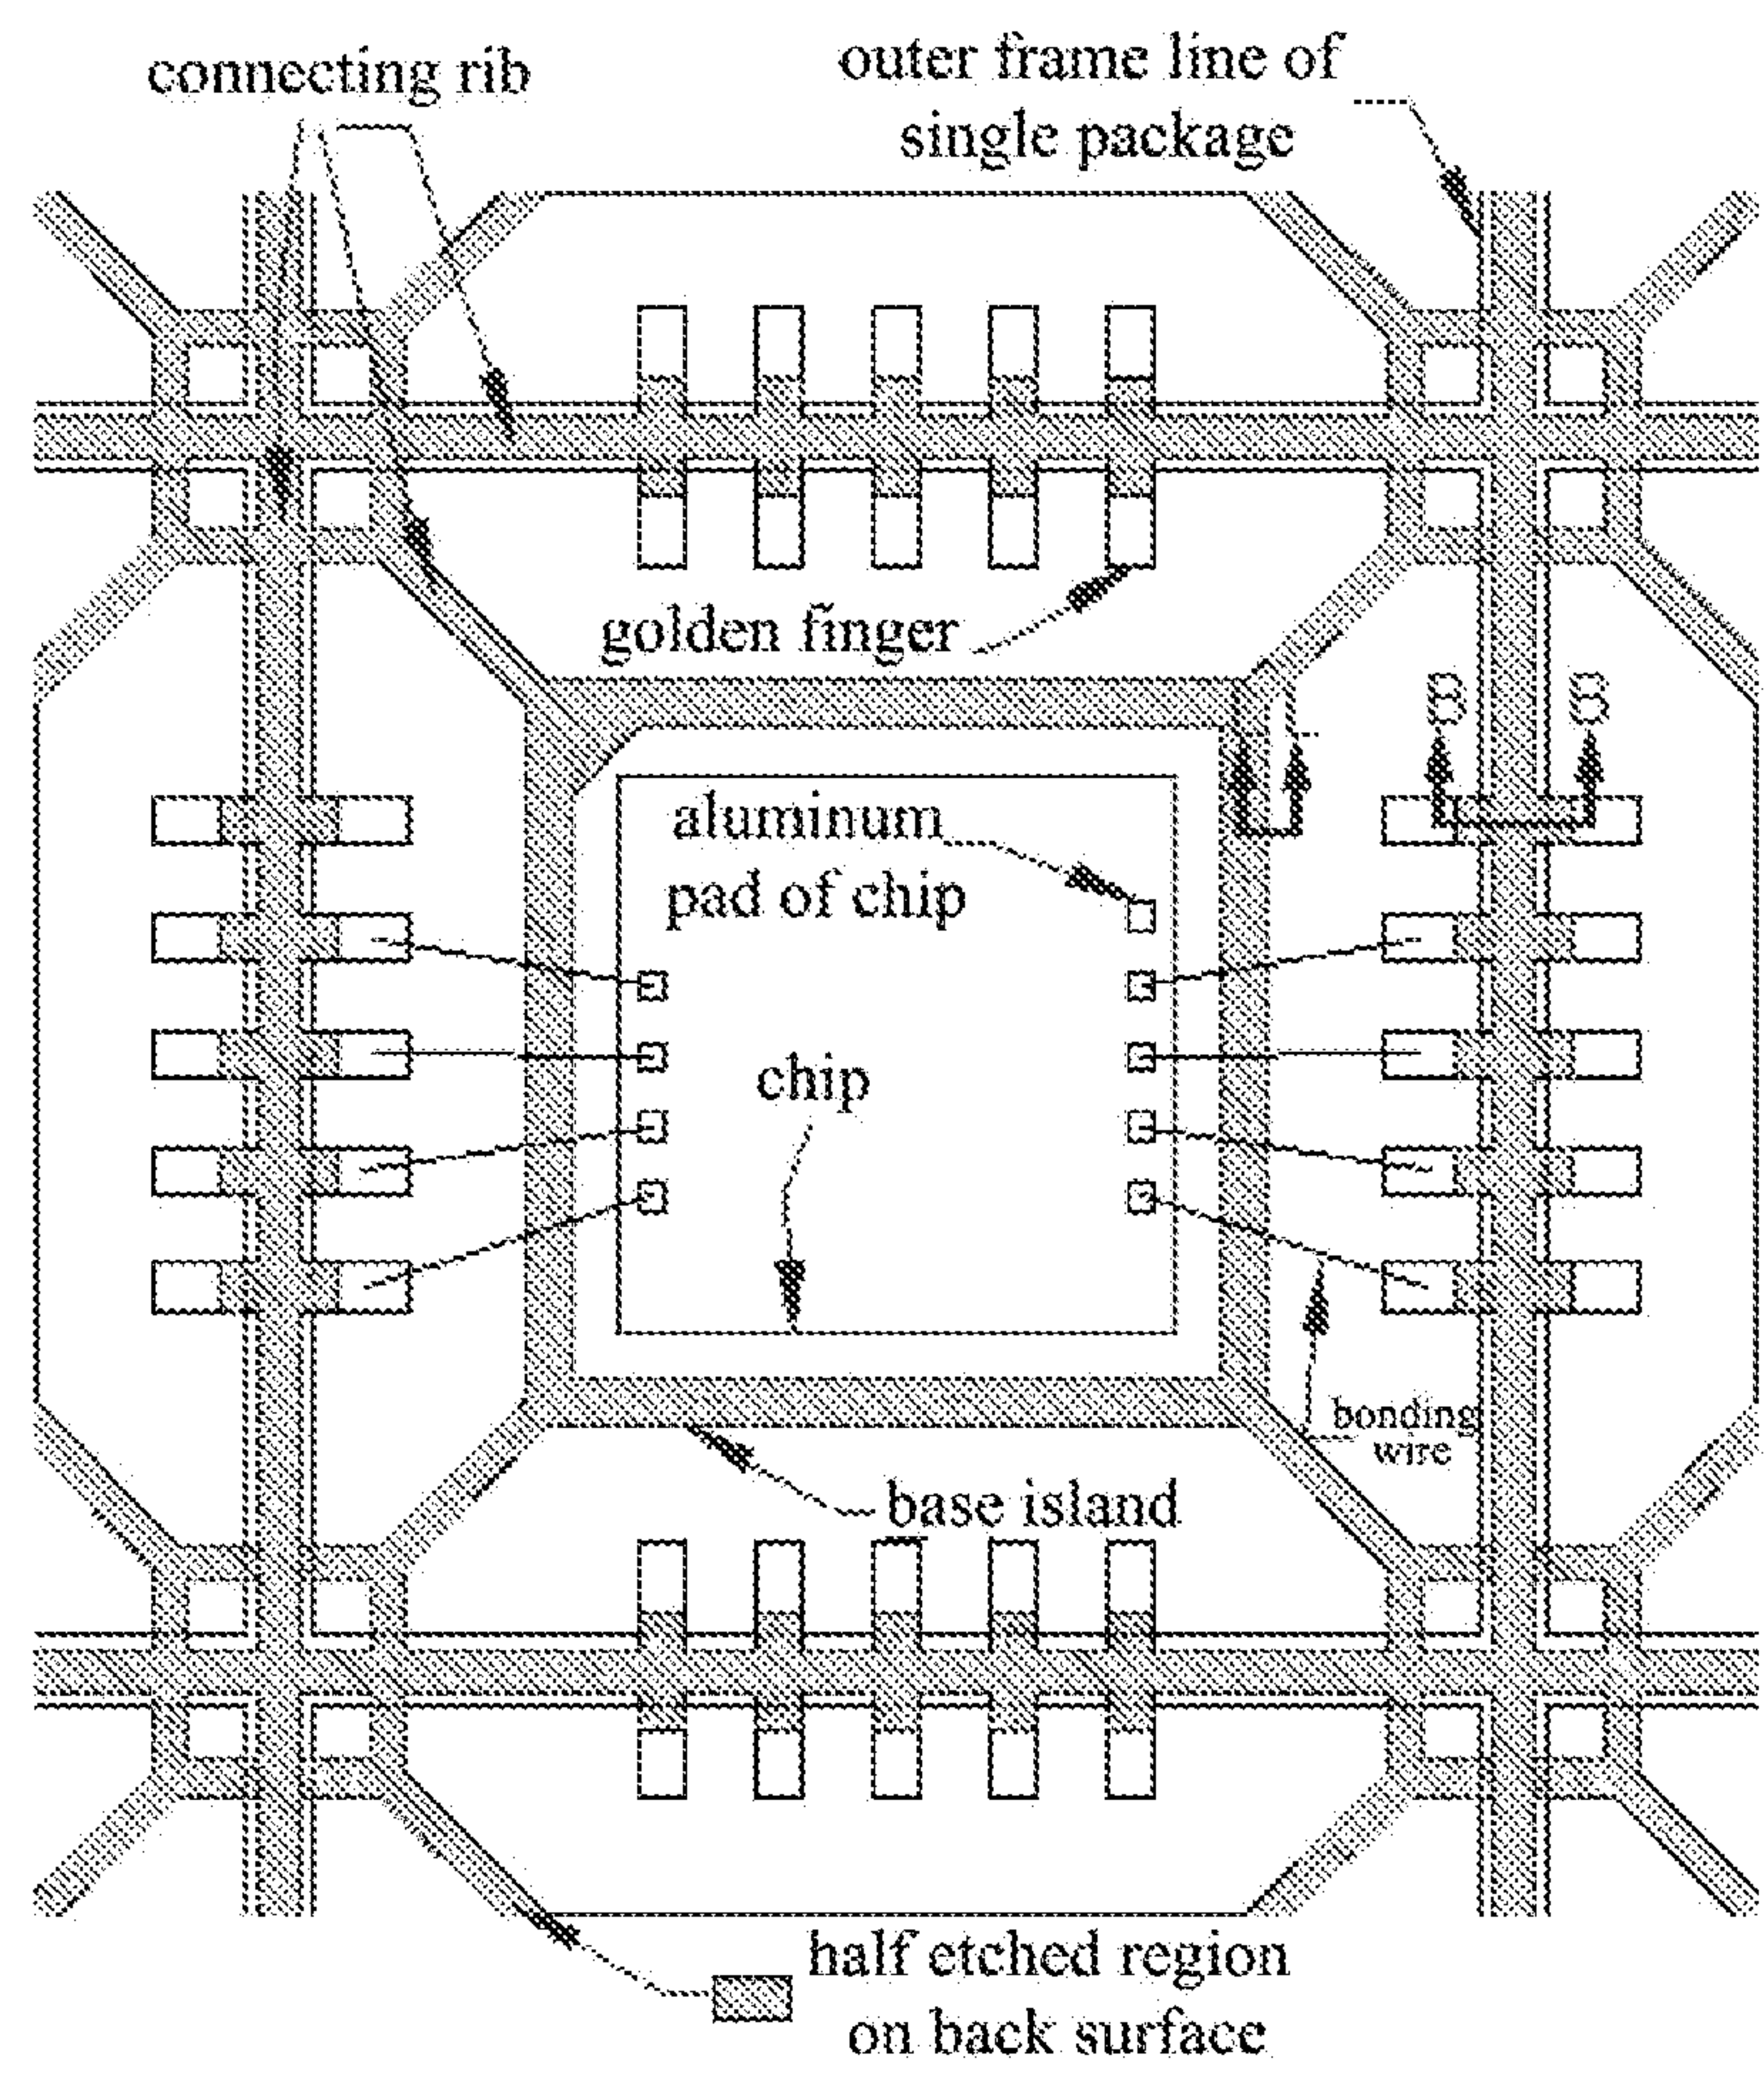 connecting rib
outer frame line of
single package
golden finger
B B
aluminum
pad of chip
chip
bonding
wire
base island
half etched region
on back surface